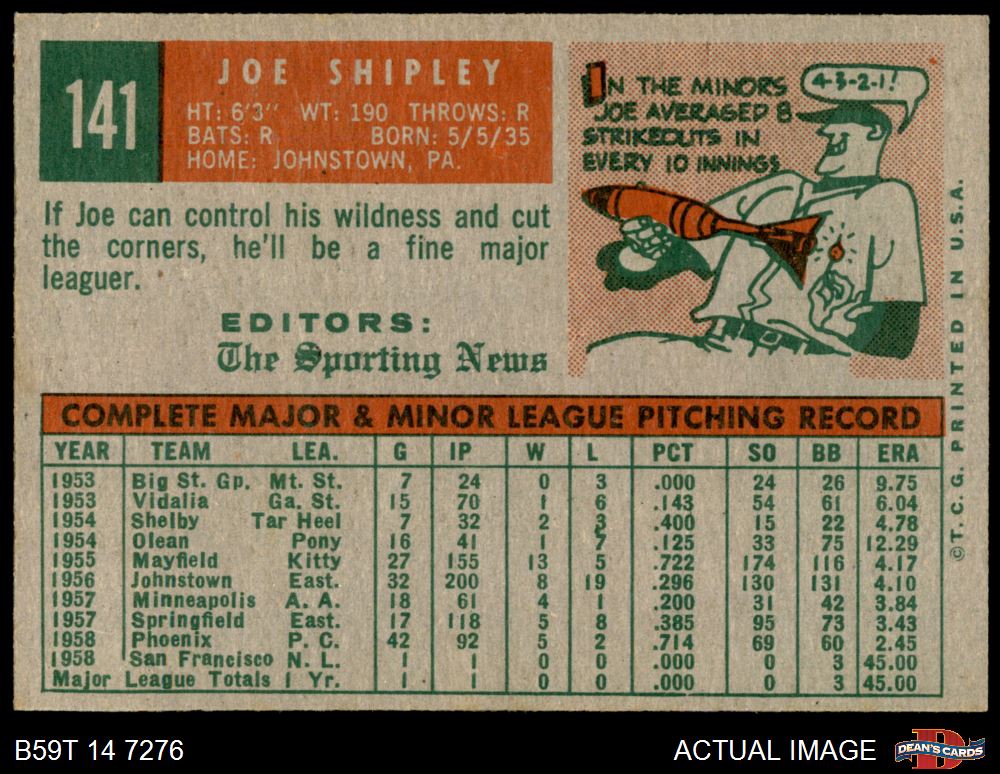 141
JOE SHIPLEY
HT: 6'3" WT: 190 THROWS: R
BATS: R BORN: 5/5/35
HOME: JOHNSTOWN, PA.
If Joe can control his wildness and cut
the corners, he'll be a fine major
leaguer.
EDITORS:
The Sporting News
IN THE MINORS
JOE AVERAGED 8
STRIKEOUTS IN
EVERY 10 INNINGS
4-3-2-1!
COMPLETE MAJOR & MINOR LEAGUE PITCHING RECORD
YEAR TEAM LEA. G IP W L PCT SO BB ERA
1953 Big St. Gp. Mt. St. 7 24 0 3 .000 24 26 9.75
1953 Vidalia Ga. St. 15 70 1 6 .143 54 61 6.04
1954 Shelby Tar Heel 7 32 2 3 .400 15 22 4.78
1954 Olean Pony 16 41 1 7 .125 33 75 12.29
1955 Mayfield Kitty 27 155 13 5 .722 174 116 4.17
1956 Johnstown East. 32 200 8 19 .296 130 131 4.10
1957 Minneapolis A. A. 18 61 4 1 .200 31 42 3.84
1957 Springfield East. 17 118 5 8 .385 95 73 3.43
1958 Phoenix P. C. 42 92 5 2 .714 69 60 2.45
1958 San Francisco N. L. 1 1 0 0 .000 0 3 45.00
Major League Totals 1 Yr. 1 1 0 0 .000 0 3 45.00
©T. C. G. PRINTED IN U.S.A.
B59T 14 7276
ACTUAL IMAGE
DEAN'S CARDS